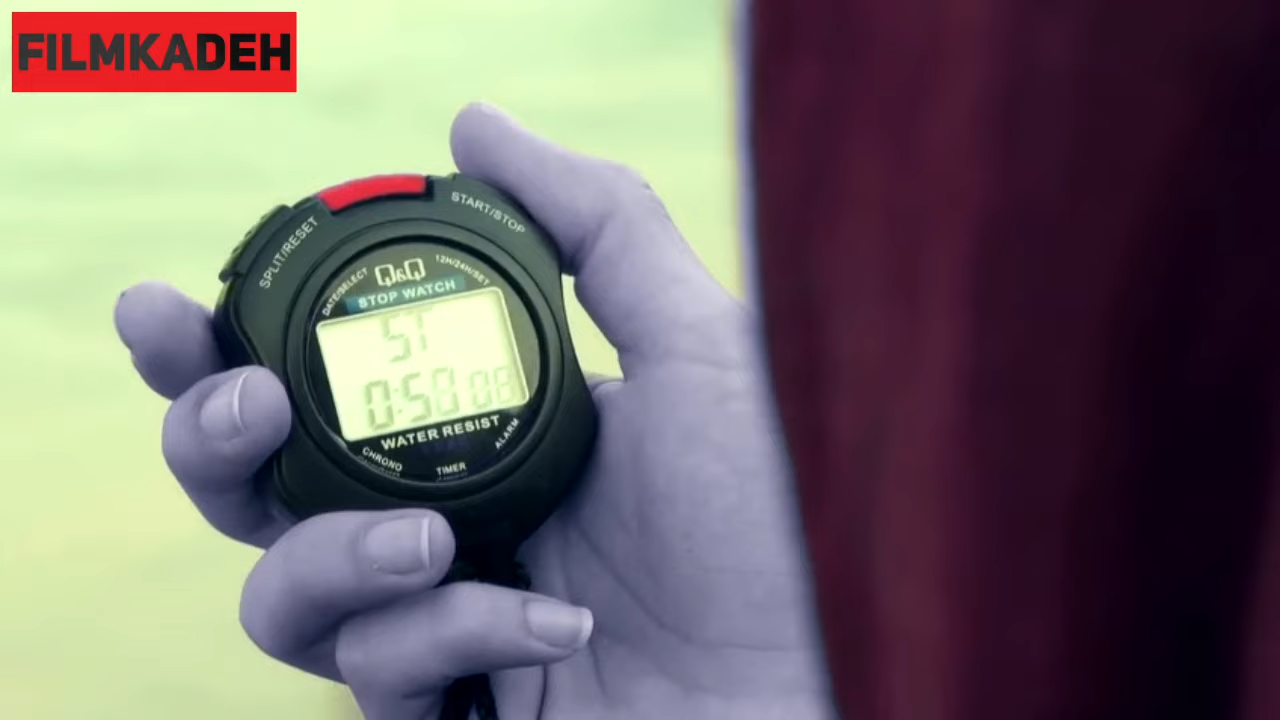 FILMKADEH
SPLIT/RESET
START/STOP
DATE/SELECT
Q&Q
12H/24H/SET
STOP WATCH
ST
0:58 08
WATER RESIST
CHRONO
TIMER
ALARM